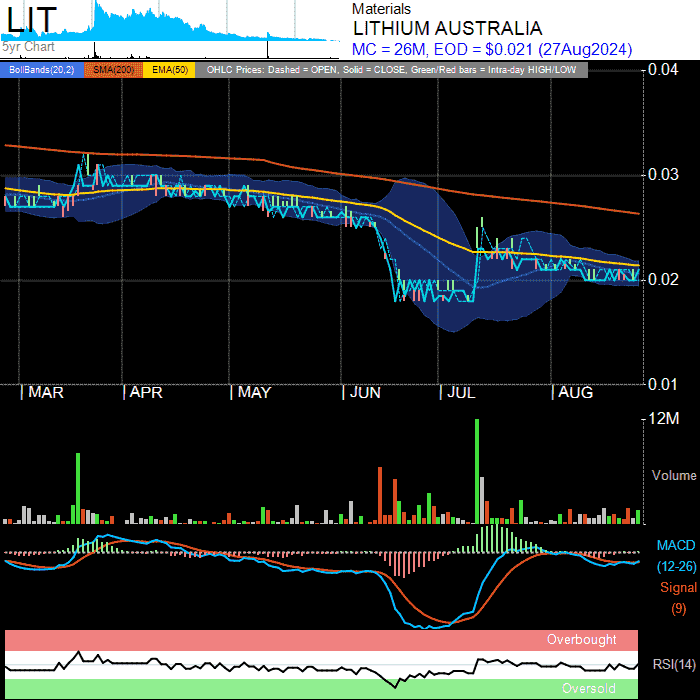 LIT
5yr Chart
Materials
LITHIUM AUSTRALIA
MC = 26M, EOD = $0.021 (27Aug2024)
BollBands(20,2) SMA(200) EMA(50) OHLC Prices: Dashed = OPEN, Solid = CLOSE, Green/Red bars = Intra-day HIGH/LOW
0.04
0.03
0.02
0.01
| MAR | APR | MAY | JUN | JUL | AUG
12M
Volume
MACD
(12-26)
Signal
(9)
Overbought
RSI(14)
Oversold